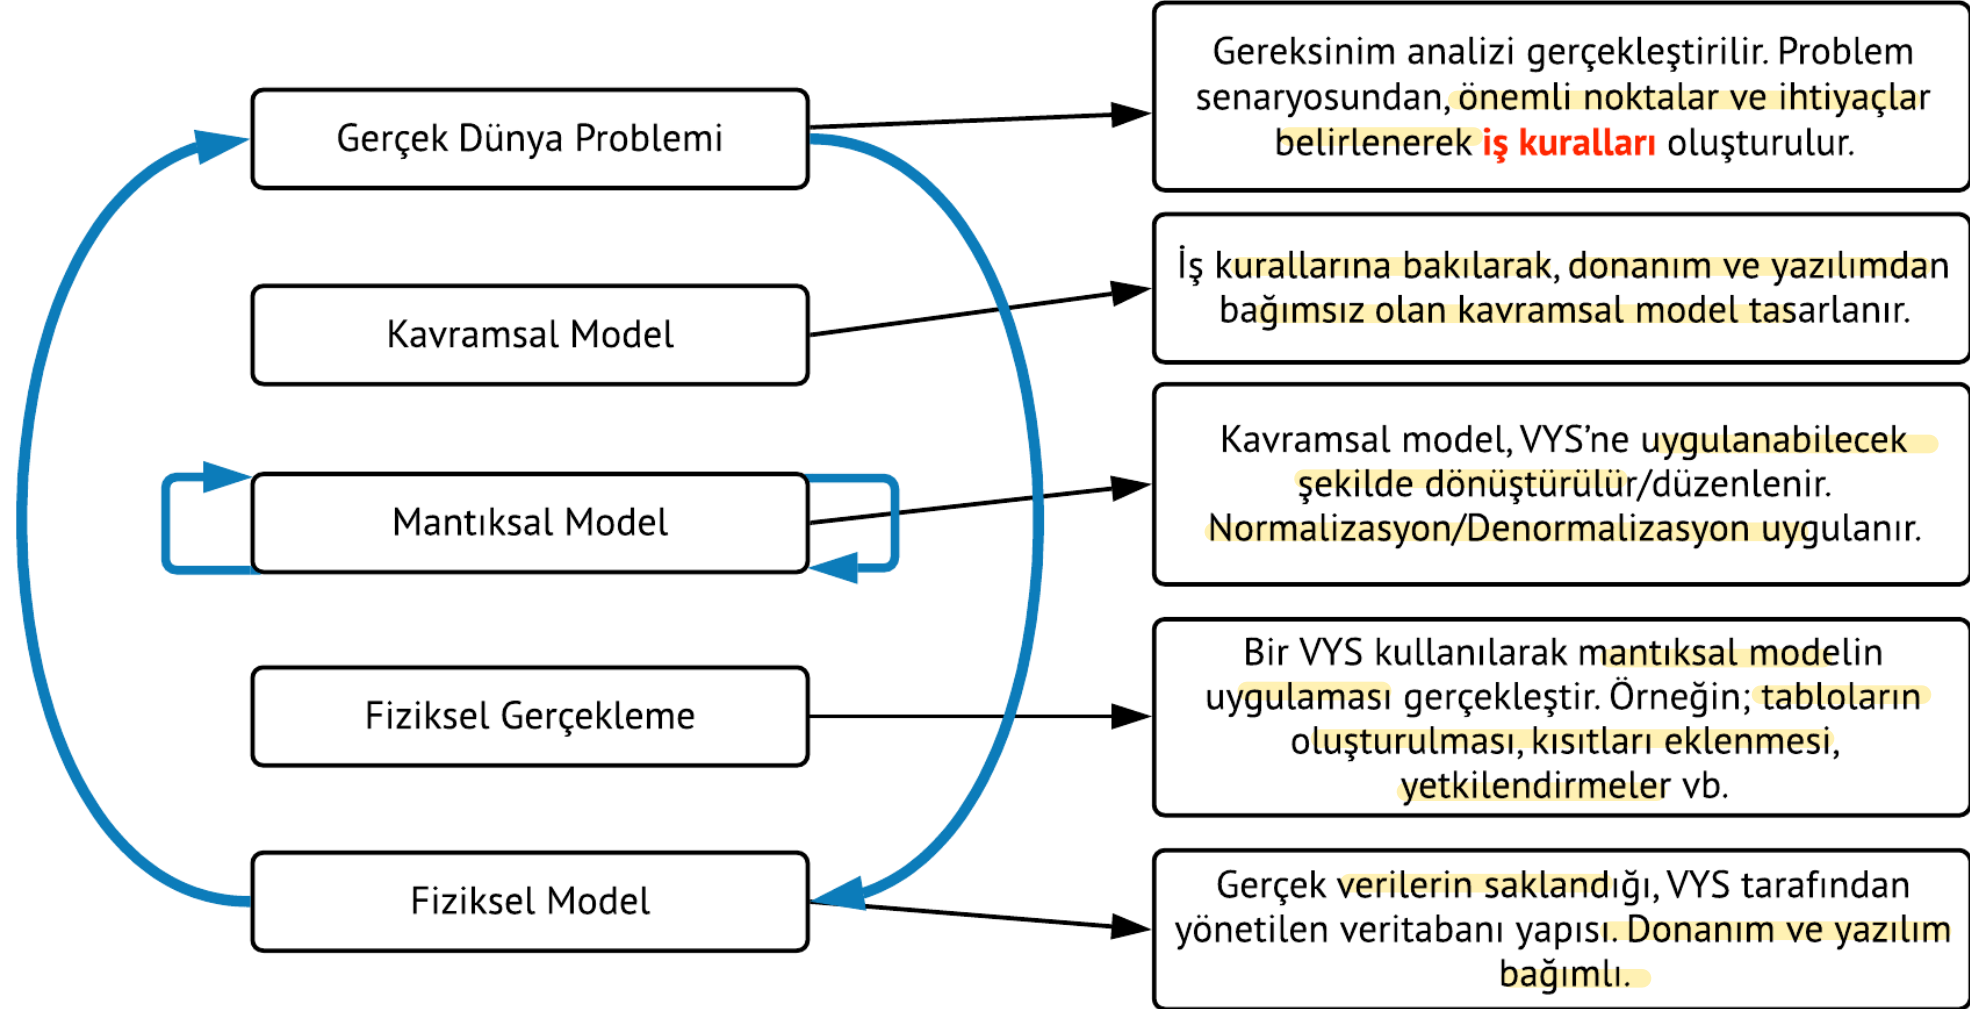 Gerçek Dünya Problemi
Gereksinim analizi gerçekleştirilir. Problem
senaryosundan, önemli noktalar ve ihtiyaçlar
belirlenerek iş kuralları oluşturulur.
Kavramsal Model
İş kurallarına bakılarak, donanım ve yazılımdan
bağımsız olan kavramsal model tasarlanır.
Mantıksal Model
Kavramsal model, VYS’ne uygulanabilecek
şekilde dönüştürülür/düzenlenir.
Normalizasyon/Denormalizasyon uygulanır.
Fiziksel Gerçekleme
Bir VYS kullanılarak mantıksal modelin
uygulaması gerçekleştir. Örneğin; tabloların
oluşturulması, kısıtları eklenmesi,
yetkilendirmeler vb.
Fiziksel Model
Gerçek verilerin saklandığı, VYS tarafından
yönetilen veritabanı yapısı. Donanım ve yazılım
bağımlı.